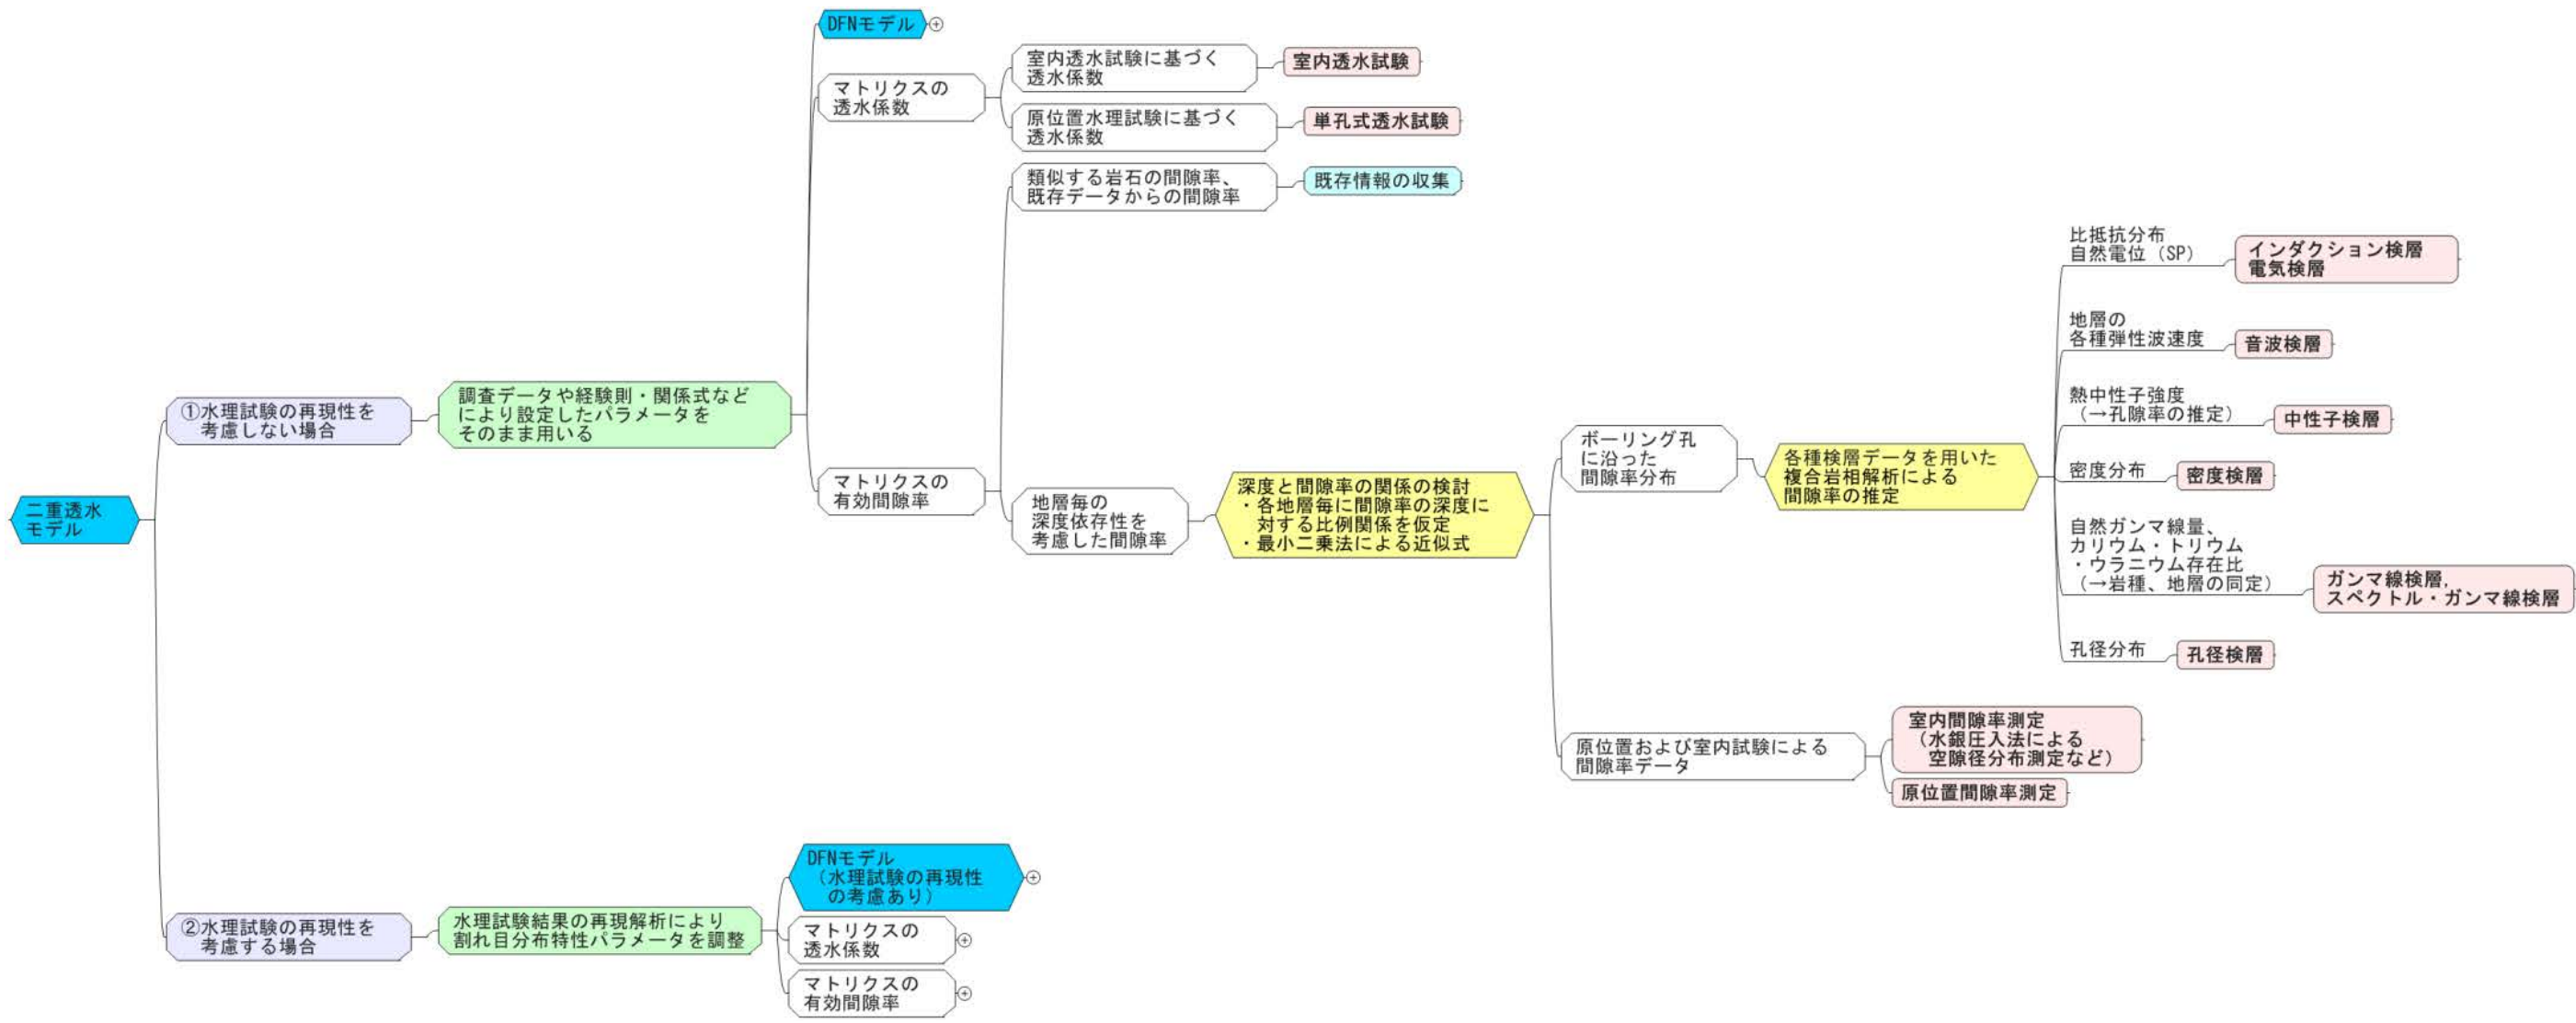 二重透水
モデル
①水理試験の再現性を
考慮しない場合
調査データや経験則・関係式など
により設定したパラメータを
そのまま用いる
DFNモデル
マトリクスの
透水係数
室内透水試験に基づく
透水係数
室内透水試験
原位置水理試験に基づく
透水係数
単孔式透水試験
マトリクスの
有効間隙率
類似する岩石の間隙率、
既存データからの間隙率
既存情報の収集
地層毎の
深度依存性を
考慮した間隙率
深度と間隙率の関係の検討
・各地層毎に間隙率の深度に
対する比例関係を仮定
・最小二乗法による近似式
ボーリング孔
に沿った
間隙率分布
各種検層データを用いた
複合岩相解析による
間隙率の推定
比抵抗分布
自然電位（SP）
インダクション検層
電気検層
地層の
各種弾性波速度
音波検層
熱中性子強度
（→孔隙率の推定）
中性子検層
密度分布
密度検層
自然ガンマ線量、
カリウム・トリウム
・ウラニウム存在比
（→岩種、地層の同定）
ガンマ線検層,
スペクトル・ガンマ線検層
孔径分布
孔径検層
原位置および室内試験による
間隙率データ
室内間隙率測定
（水銀圧入法による
空隙径分布測定など）
原位置間隙率測定
②水理試験の再現性を
考慮する場合
水理試験結果の再現解析により
割れ目分布特性パラメータを調整
DFNモデル
（水理試験の再現性
の考慮あり）
マトリクスの
透水係数
マトリクスの
有効間隙率